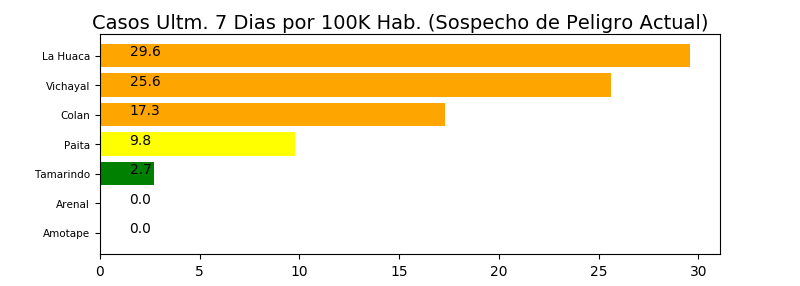 Casos Ultm. 7 Dias por 100K Hab. (Sospecho de Peligro Actual)
La Huaca 29.6
Vichayal 25.6
Colan 17.3
Paita 9.8
Tamarindo 2.7
Arenal 0.0
Amotape 0.0
0 5 10 15 20 25 30